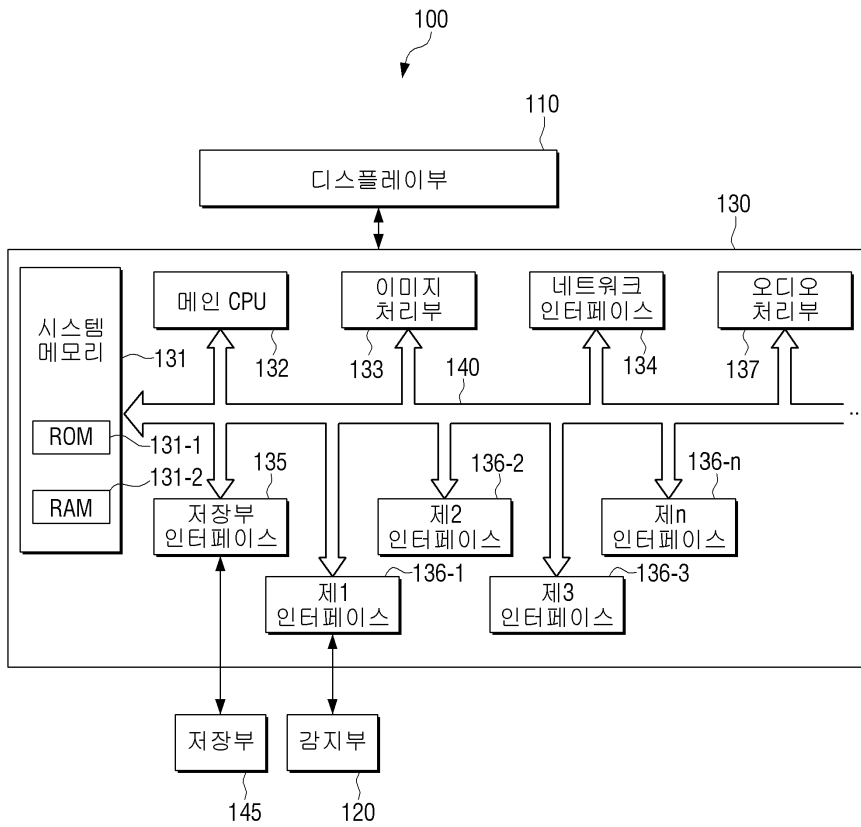 100
110
디스플레이부
130
시스템
메모리
131
메인 CPU
132
이미지
처리부
133
네트워크
인터페이스
134
오디오
처리부
137
140
...
ROM
131-1
RAM
131-2
135
저장부
인터페이스
136-2
제2
인터페이스
136-n
제n
인터페이스
제1
인터페이스
136-1
제3
인터페이스
136-3
저장부
145
감지부
120